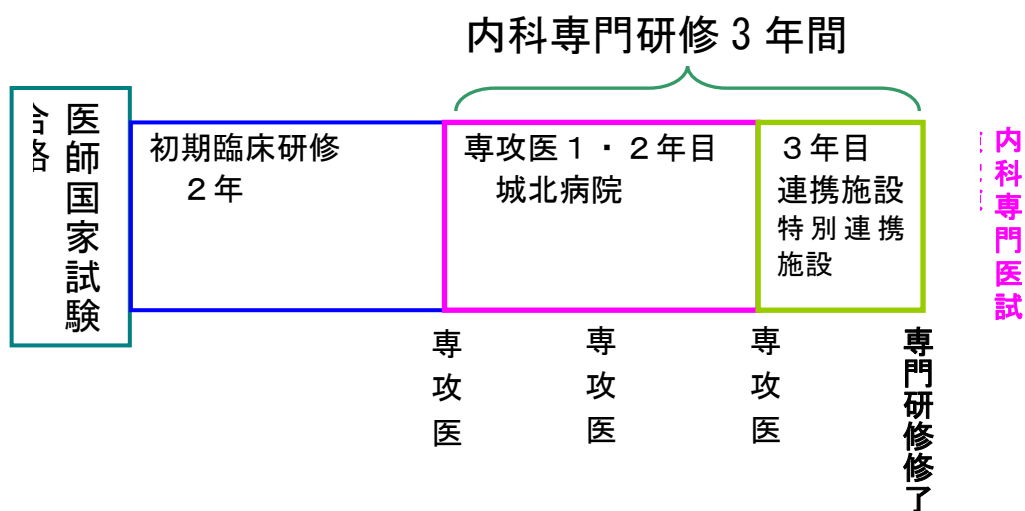 内科専門研修３年間
医師国家試験
合格
初期臨床研修
２年
専攻医１・２年目
城北病院
３年目
連携施設
特別連携
施設
内科専門医試
専攻医
専攻医
専攻医
専門研修修了